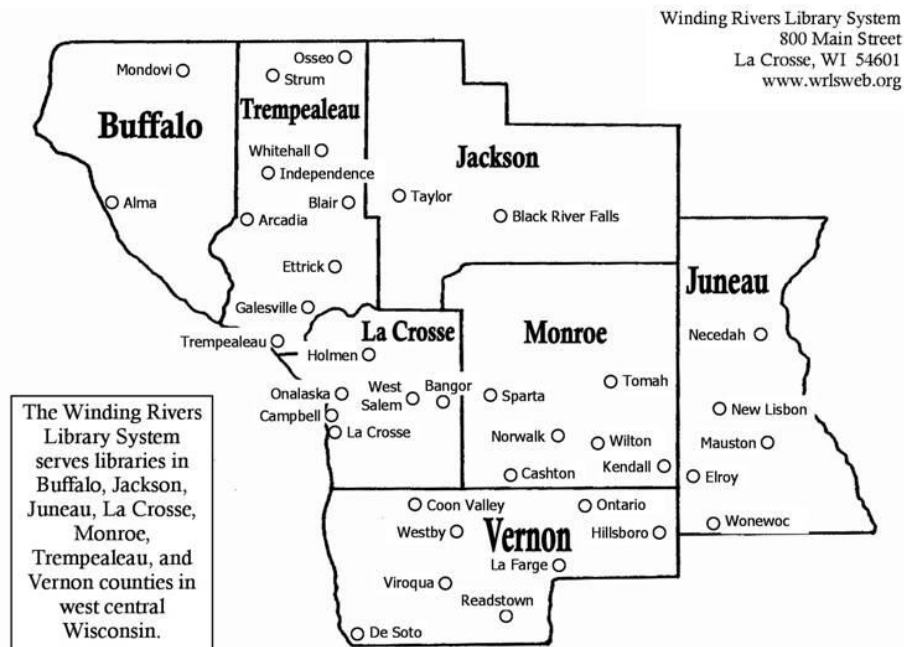 Winding Rivers Library System
800 Main Street
La Crosse, WI  54601
www.wrlsweb.org
Osseo
Mondovi
Strum
Trempealeau
Buffalo
Whitehall
Jackson
Independence
Taylor
Alma
Blair
Black River Falls
Arcadia
Ettrick
Juneau
Galesville
La Crosse
Monroe
Necedah
Trempealeau
Holmen
Tomah
Onalaska
West
Salem
Bangor
Sparta
New Lisbon
Campbell
La Crosse
Norwalk
Wilton
Mauston
Kendall
Cashton
Elroy
Coon Valley
Ontario
Wonewoc
Westby
Vernon
Hillsboro
La Farge
Viroqua
Readstown
De Soto
The Winding Rivers
Library System
serves libraries in
Buffalo, Jackson,
Juneau, La Crosse,
Monroe,
Trempealeau, and
Vernon counties in
west central
Wisconsin.